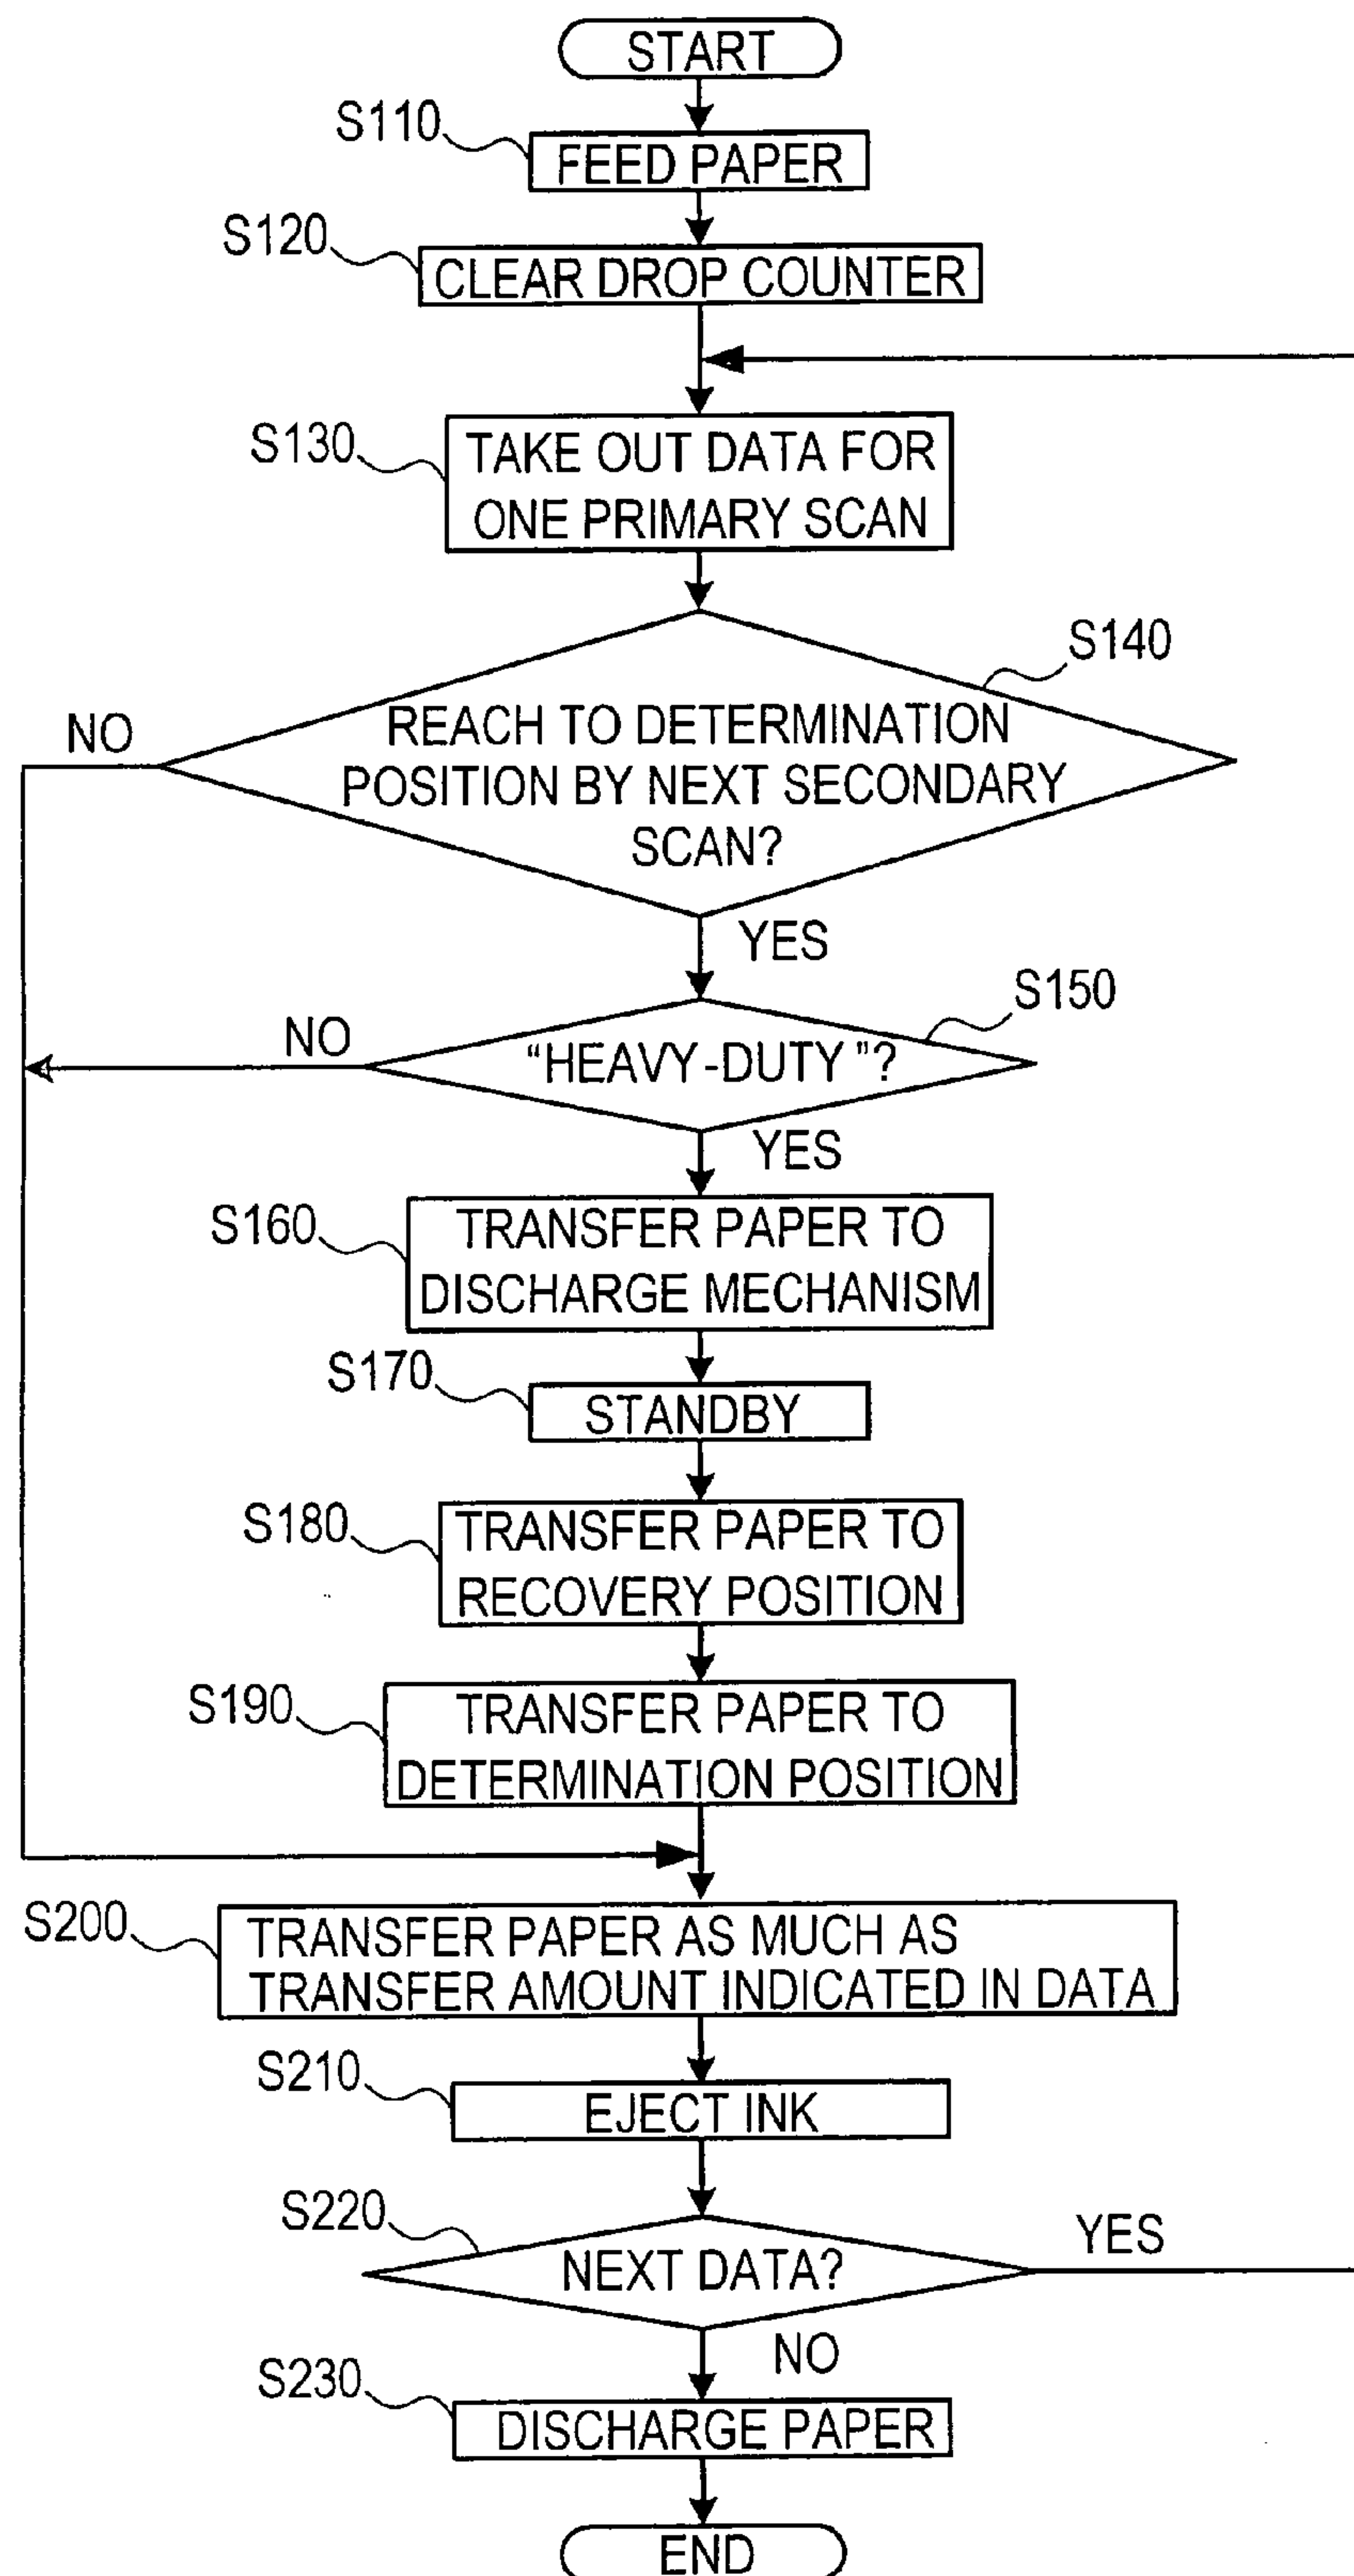 START
S110
FEED PAPER
S120
CLEAR DROP COUNTER
S130
TAKE OUT DATA FOR
ONE PRIMARY SCAN
S140
NO
REACH TO DETERMINATION
POSITION BY NEXT SECONDARY
SCAN?
YES
S150
NO
“HEAVY-DUTY ”?
YES
S160
TRANSFER PAPER TO
DISCHARGE MECHANISM
S170
STANDBY
S180
TRANSFER PAPER TO
RECOVERY POSITION
S190
TRANSFER PAPER TO
DETERMINATION POSITION
S200
TRANSFER PAPER AS MUCH AS
TRANSFER AMOUNT INDICATED IN DATA
S210
EJECT INK
S220
YES
NEXT DATA?
NO
S230
DISCHARGE PAPER
END